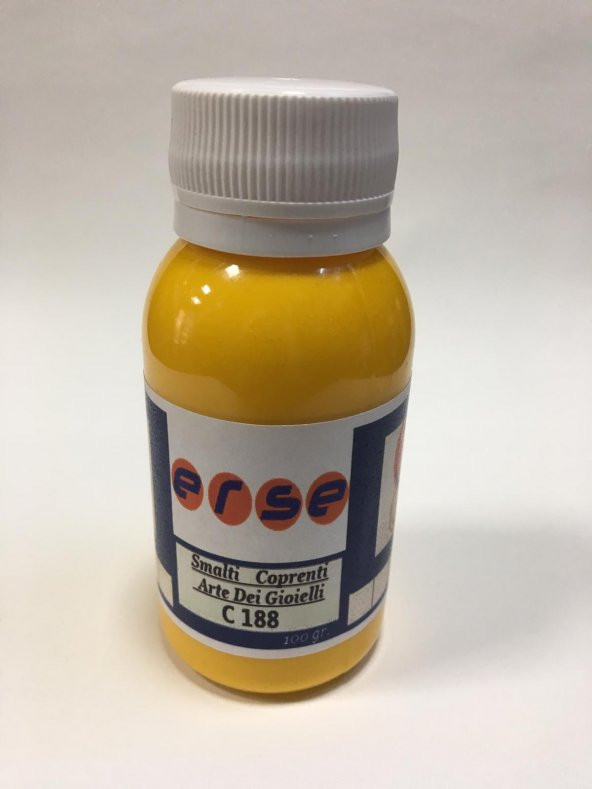 erse
Smalti Coprenti
Arte Dei Gioielli
C 188
100 gr.